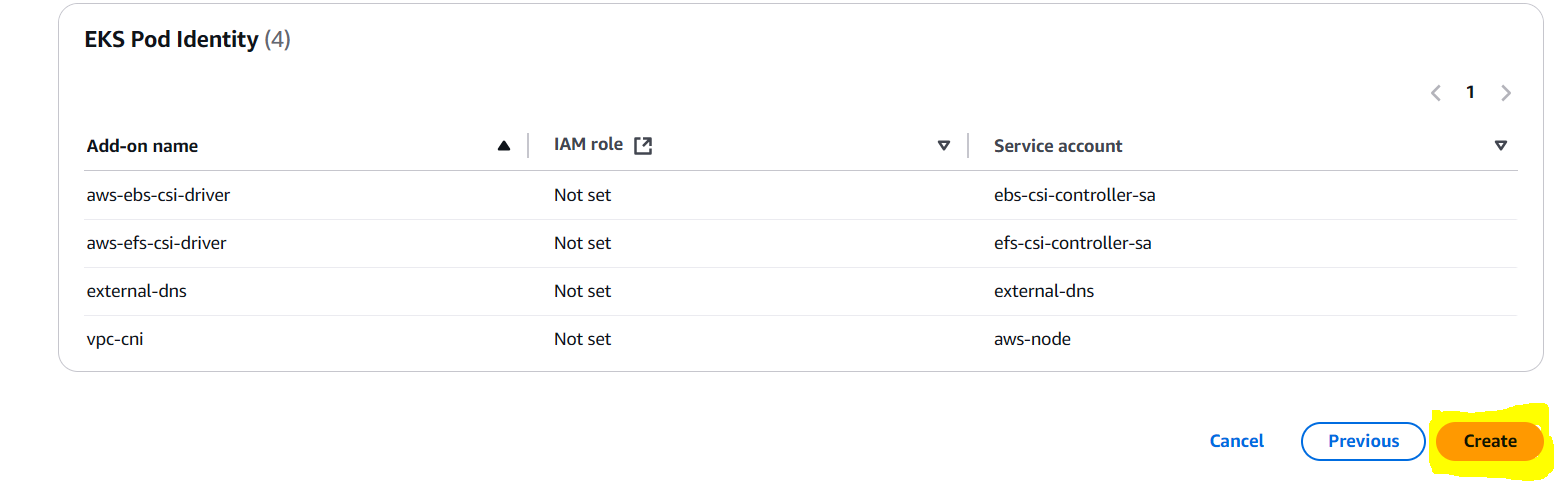 EKS Pod Identity (4)
1
Add-on name IAM role Service account
aws-ebs-csi-driver Not set ebs-csi-controller-sa
aws-efs-csi-driver Not set efs-csi-controller-sa
external-dns Not set external-dns
vpc-cni Not set aws-node
Cancel Previous Create